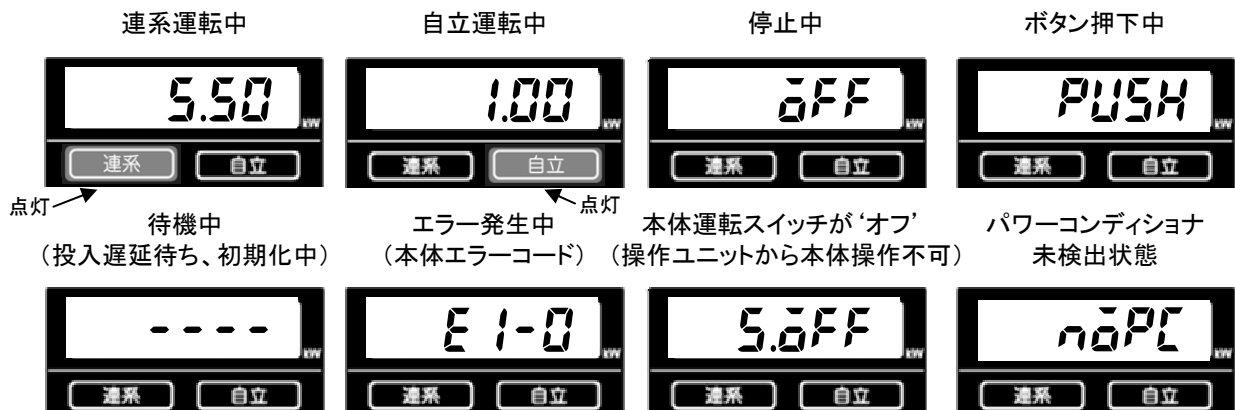 連系運転中 自立運転中 停止中 ボタン押下中
5.50 kW 1.00 kW ōFF kW PUSH kW
連系 自立 連系 自立 連系 自立 連系 自立
点灯 点灯
待機中 エラー発生中 本体運転スイッチが‘オフ’ パワーコンディショナ
(投入遅延待ち、初期化中) (本体エラーコード) (操作ユニットから本体操作不可) 未検出状態
---- kW E1-0 kW S.ōFF kW nōPC kW
連系 自立 連系 自立 連系 自立 連系 自立